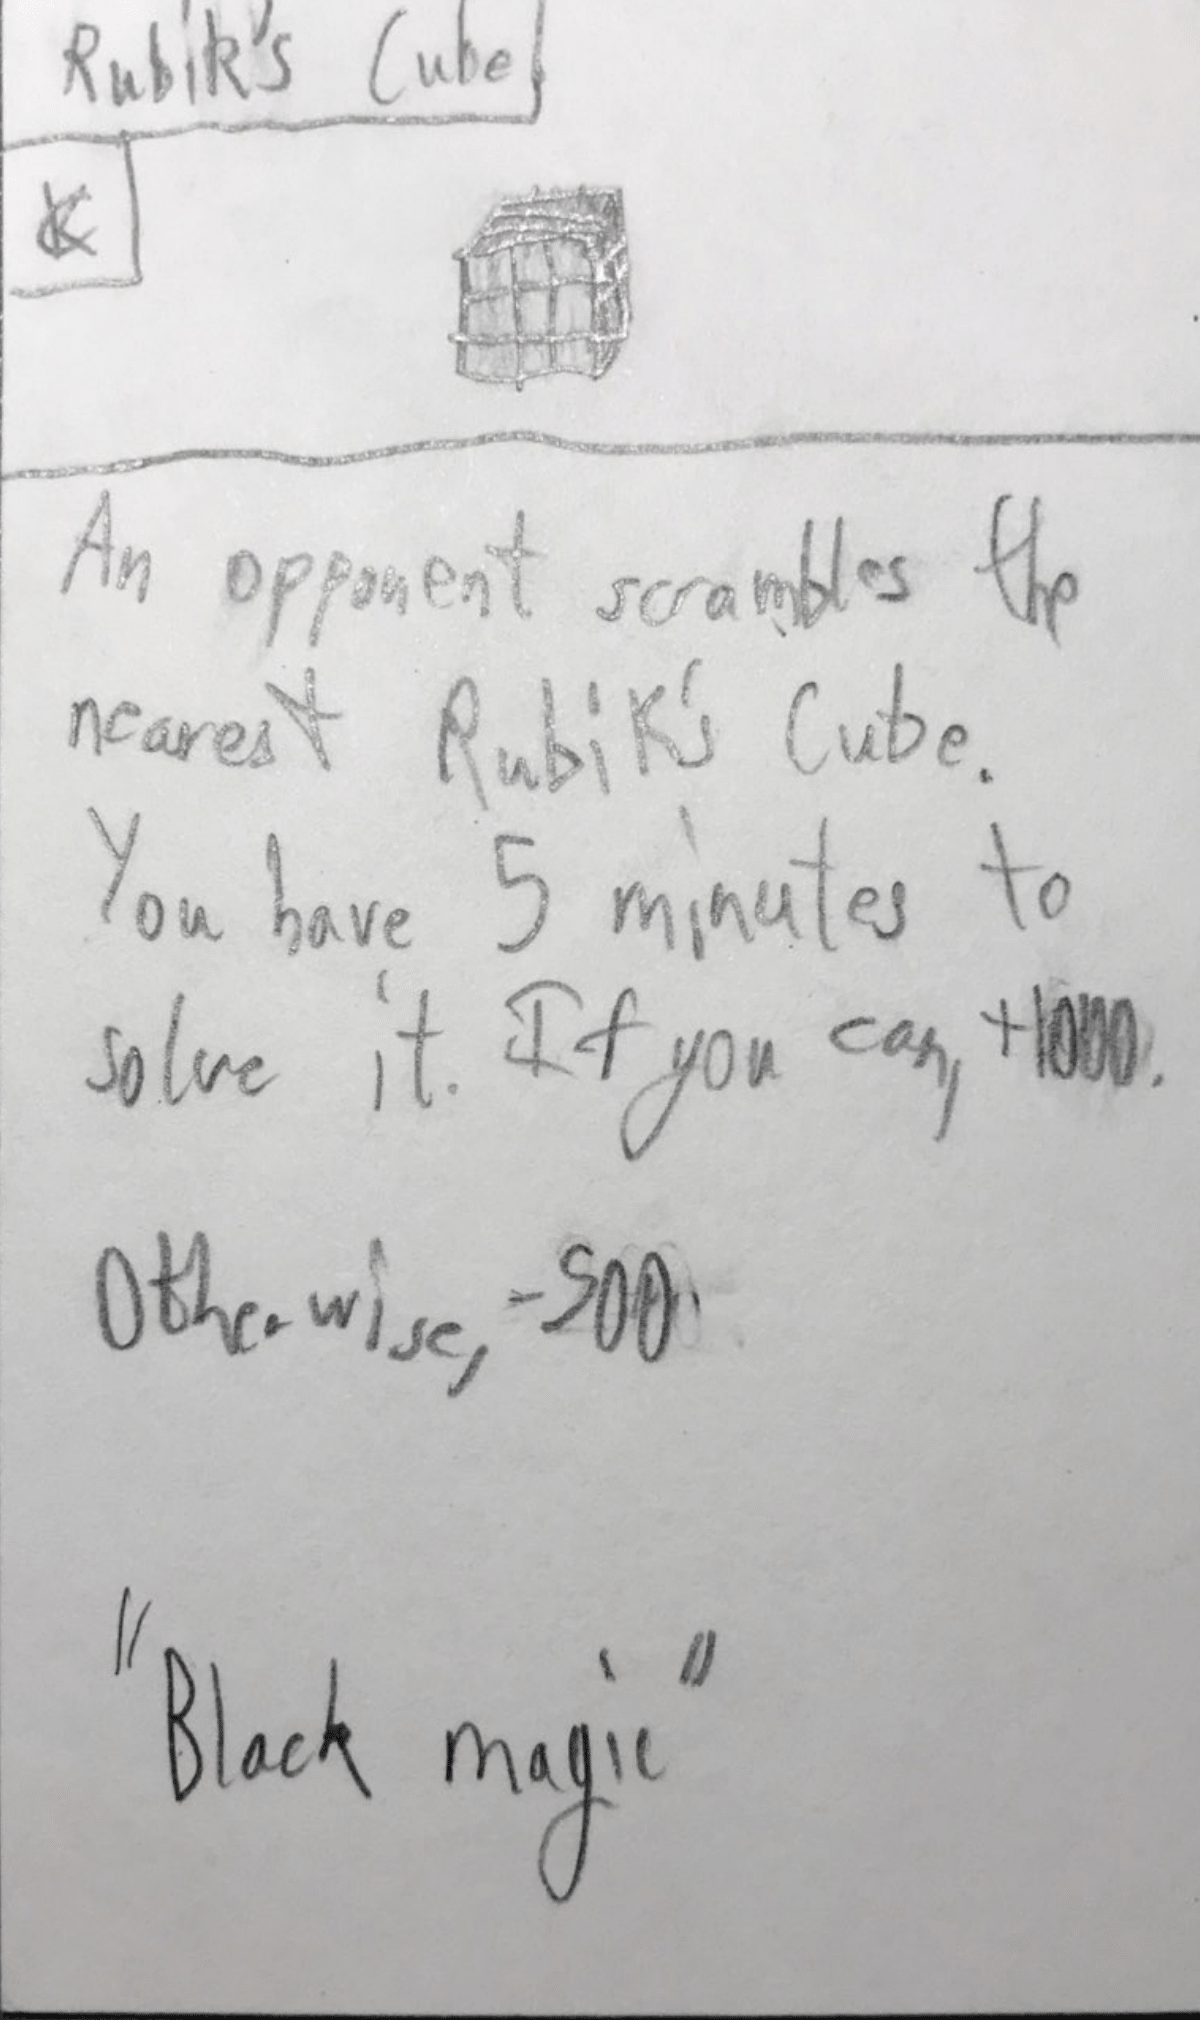 Rubik's Cube
An opponent scrambles the
nearest Rubik's Cube.
You have 5 minutes to
solve it. If you can, +1000.
Otherwise, -500.
"Black magic"